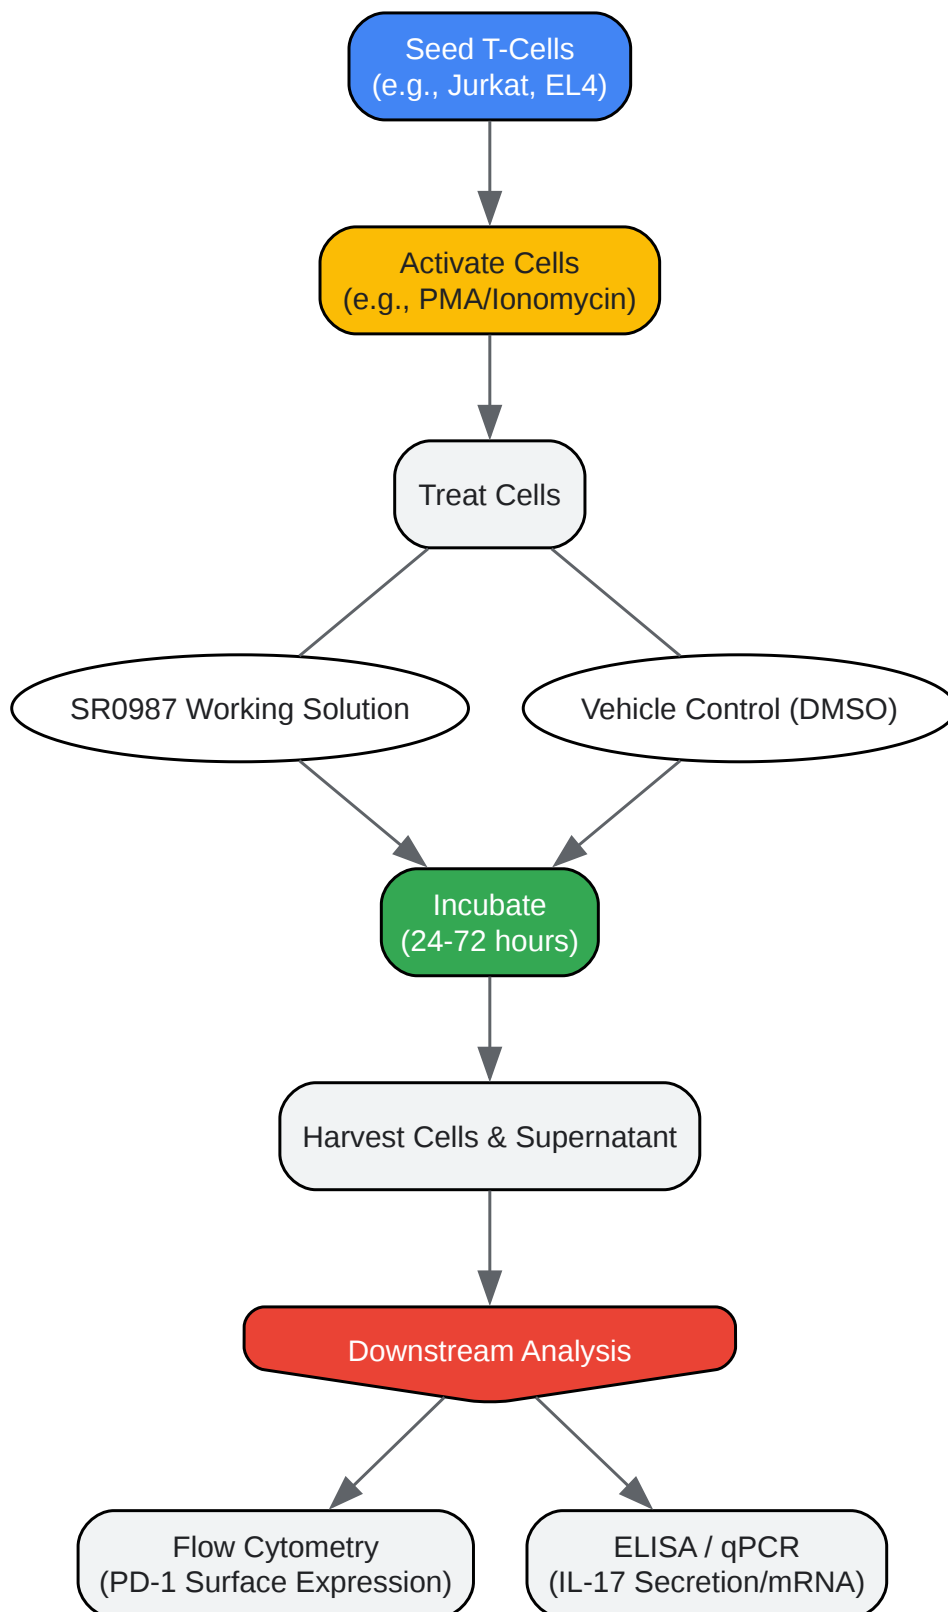 Seed T-Cells
(e.g., Jurkat, EL4)
Activate Cells
(e.g., PMA/Ionomycin)
Treat Cells
SR0987 Working Solution
Vehicle Control (DMSO)
Incubate
(24-72 hours)
Harvest Cells & Supernatant
Downstream Analysis
Flow Cytometry
(PD-1 Surface Expression)
ELISA / qPCR
(IL-17 Secretion/mRNA)